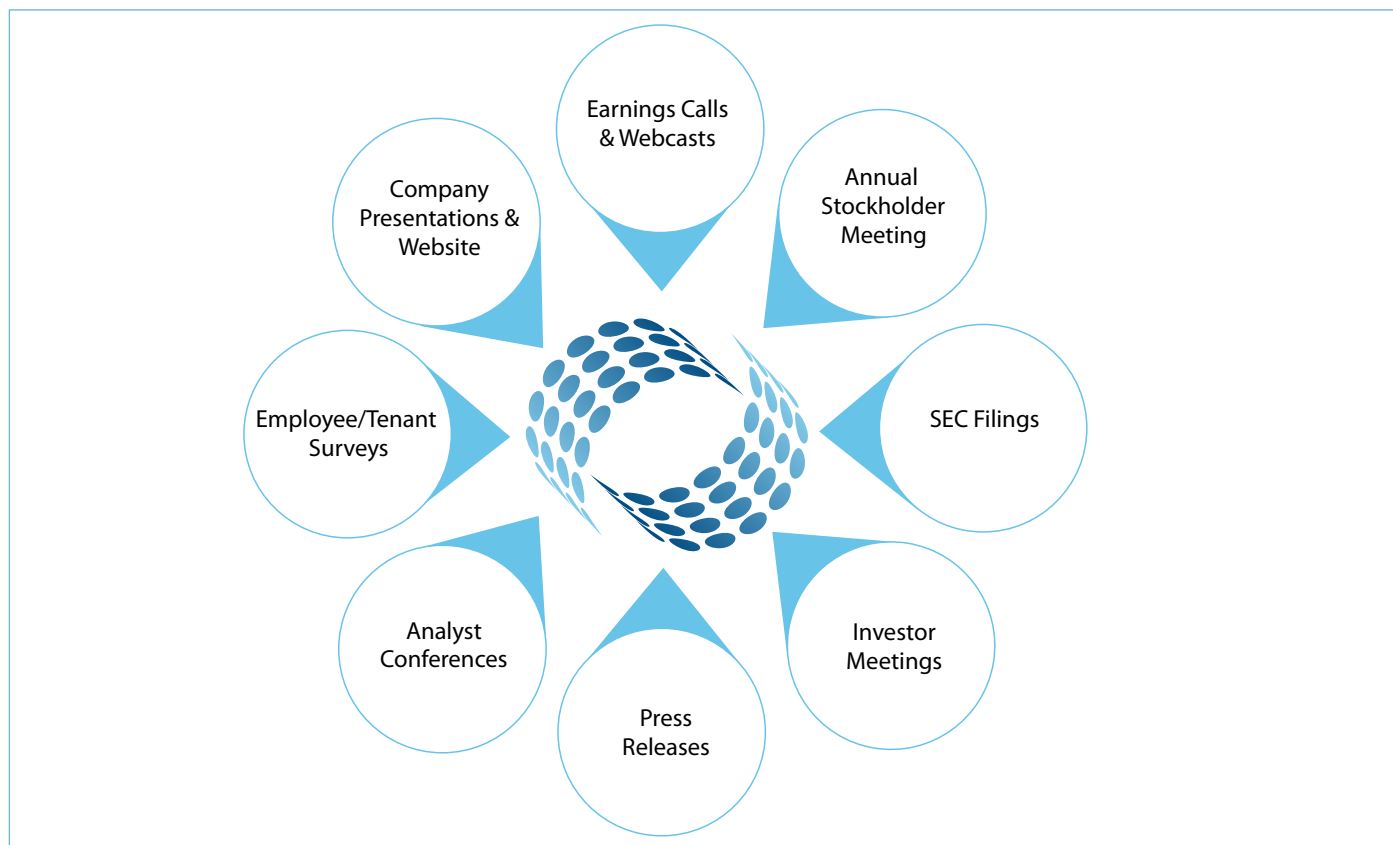 Earnings Calls
& Webcasts
Annual
Stockholder
Meeting
SEC Filings
Investor
Meetings
Press
Releases
Analyst
Conferences
Employee/Tenant
Surveys
Company
Presentations &
Website